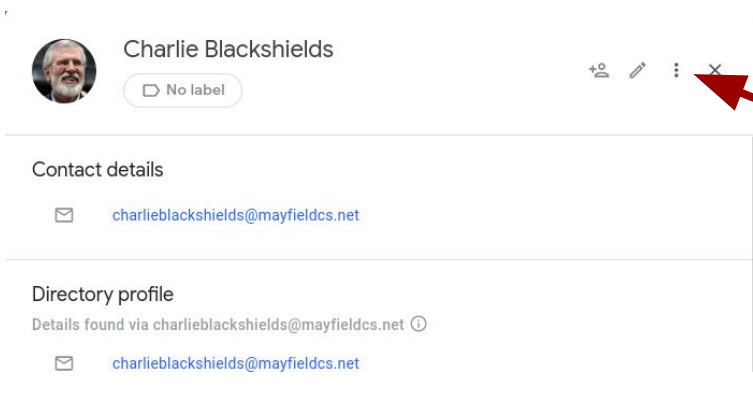 Charlie Blackshields
No label
Contact details
charlieblackshields@mayfieldcs.net
Directory profile
Details found via charlieblackshields@mayfieldcs.net
charlieblackshields@mayfieldcs.net